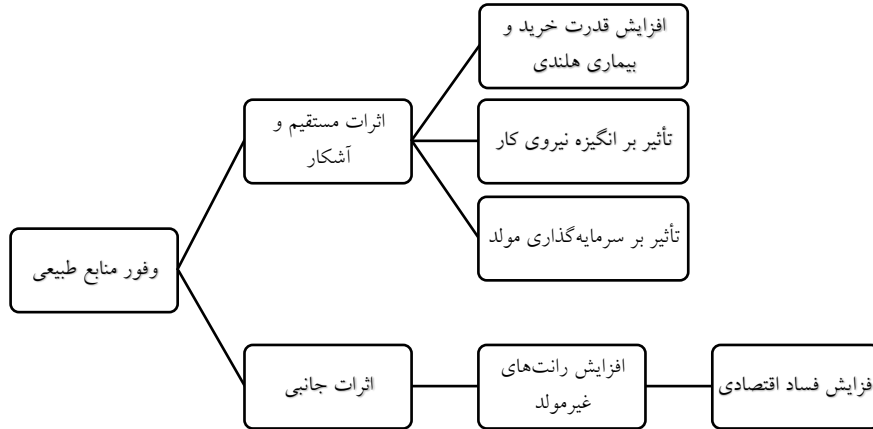 وفور منابع طبیعی
اثرات مستقیم و
آشکار
افزایش قدرت خرید و
بیماری هلندی
تأثیر بر انگیزه نیروی کار
تأثیر بر سرمایه‌گذاری مولد
اثرات جانبی
افزایش رانت‌های
غیرمولد
فزایش فساد اقتصادی